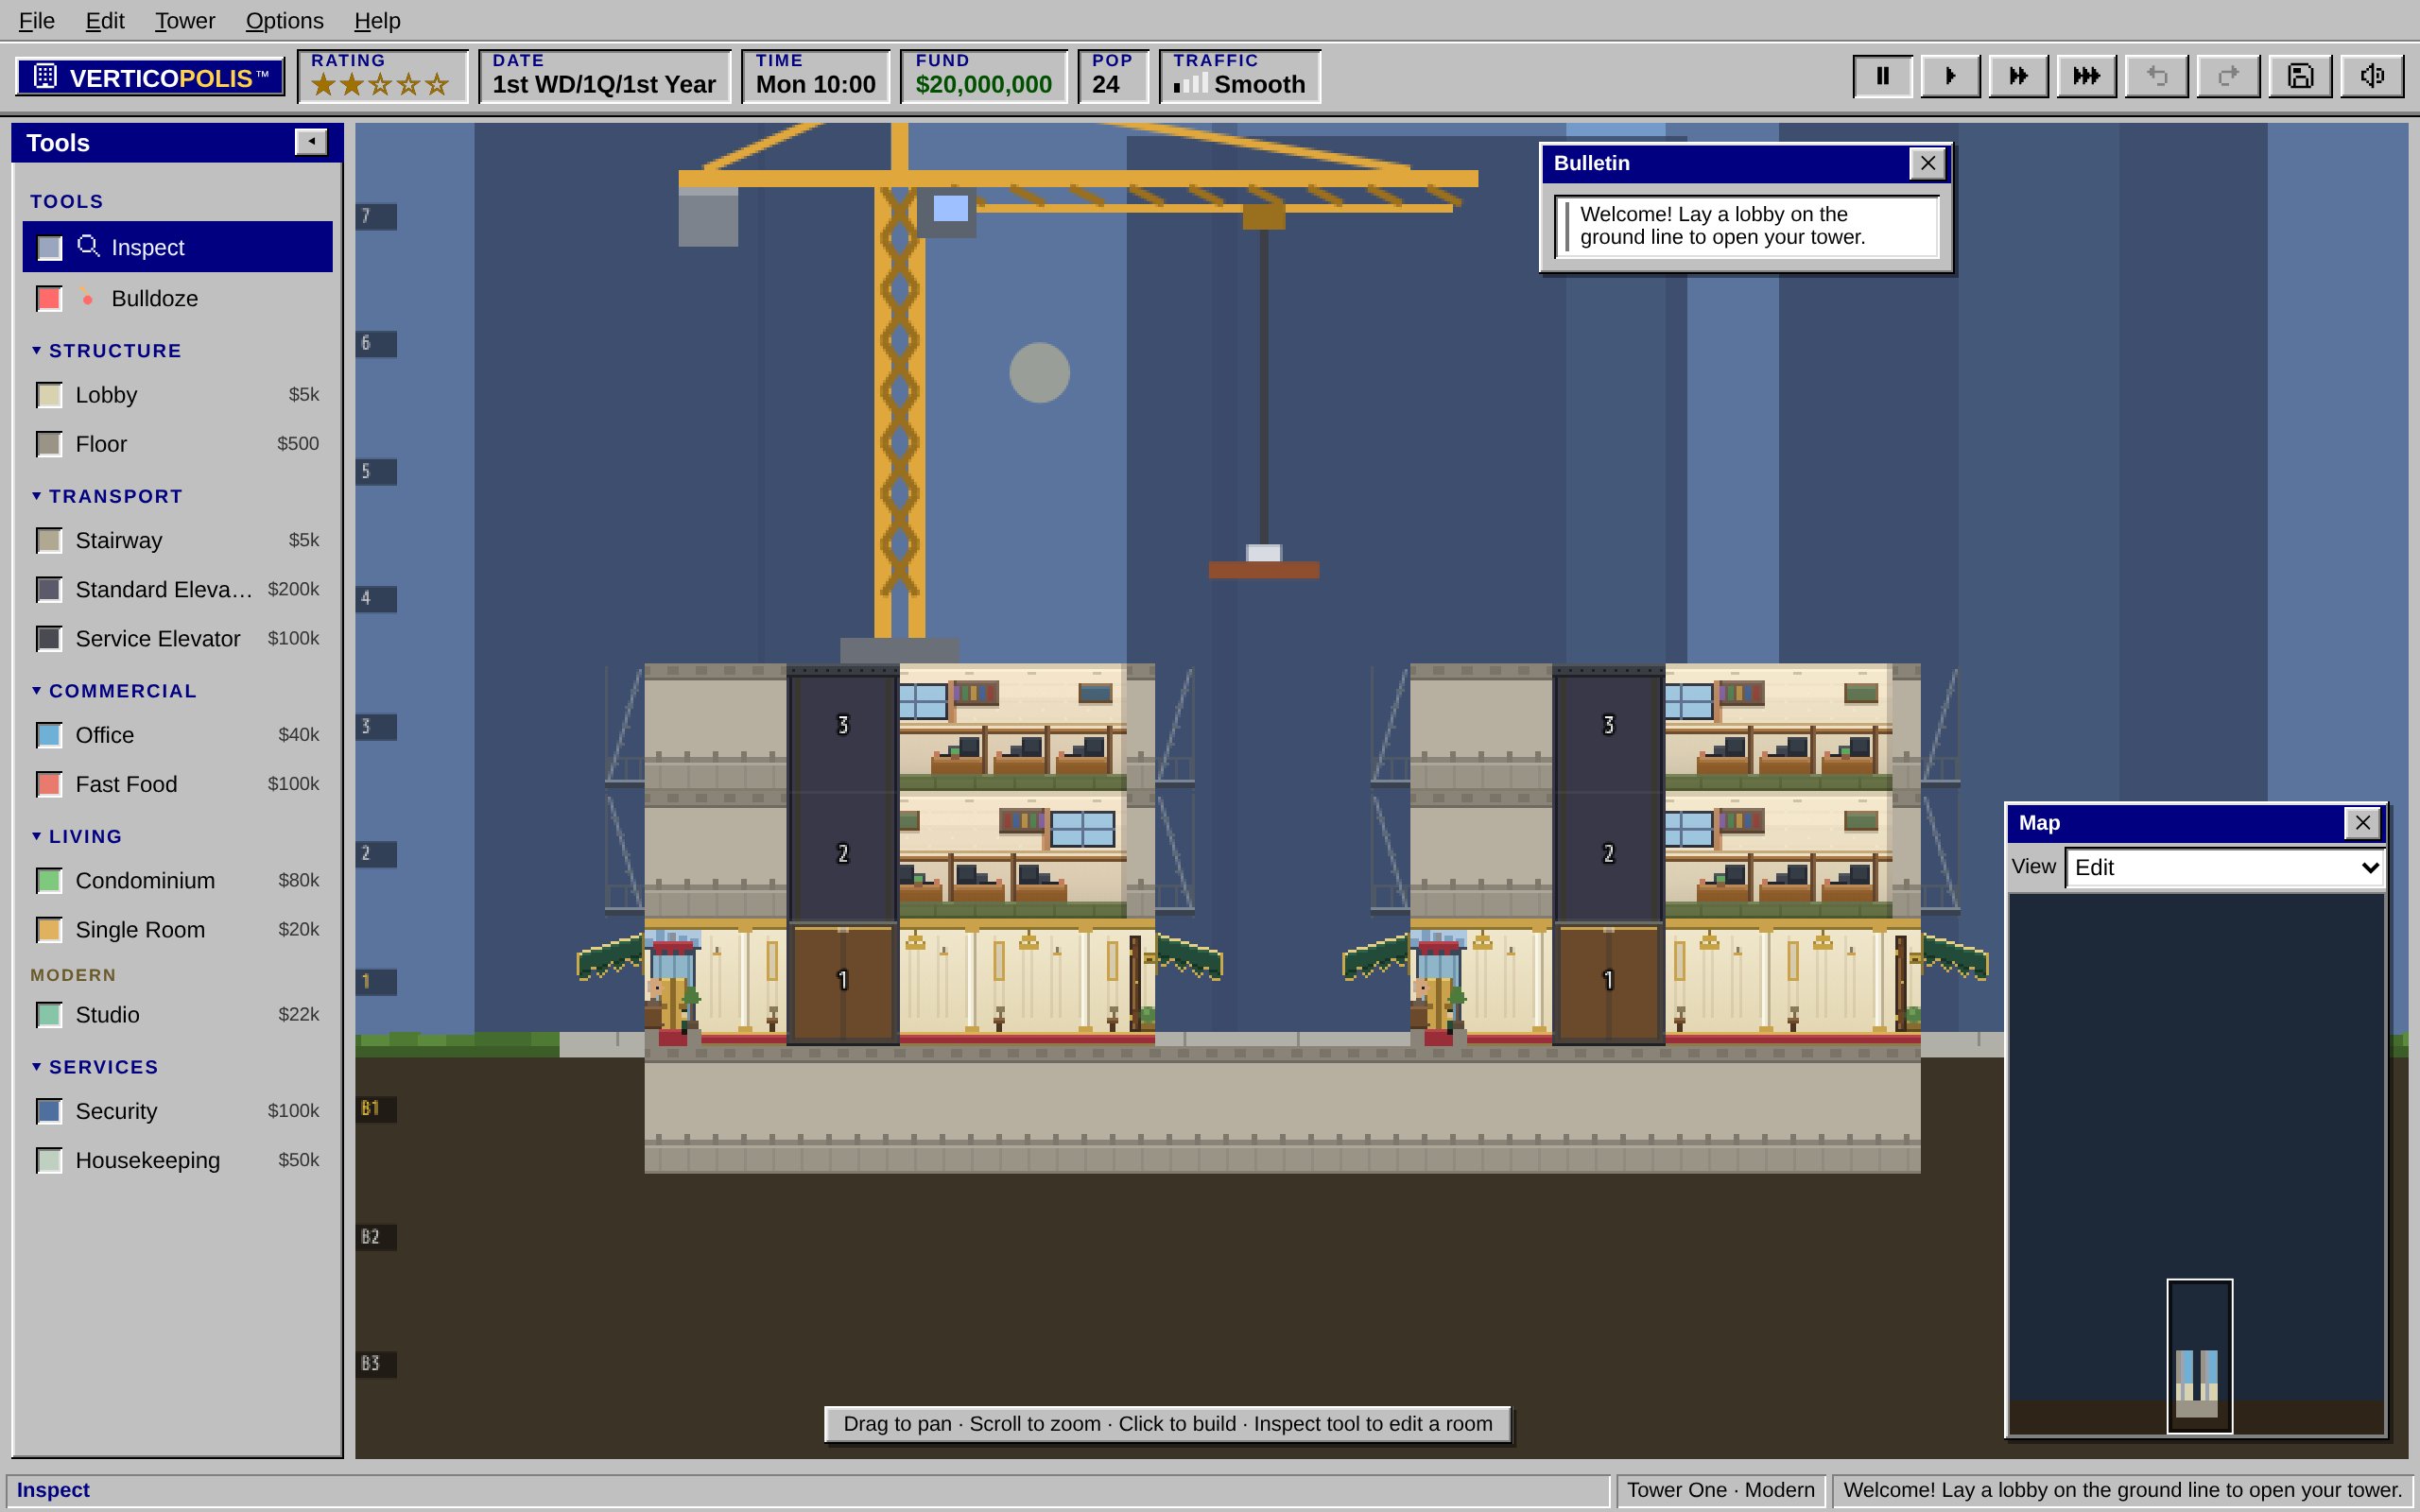 File Edit Tower Options Help
VERTICOPOLIS™
RATING
DATE
1st WD/1Q/1st Year
TIME
Mon 10:00
FUND
$20,000,000
POP
24
TRAFFIC
Smooth
Tools
TOOLS
Inspect
Bulldoze
STRUCTURE
Lobby $5k
Floor $500
TRANSPORT
Stairway $5k
Standard Eleva… $200k
Service Elevator $100k
COMMERCIAL
Office $40k
Fast Food $100k
LIVING
Condominium $80k
Single Room $20k
MODERN
Studio $22k
SERVICES
Security $100k
Housekeeping $50k
7
6
5
4
3
2
1
B1
B2
B3
3
2
1
3
2
1
Bulletin
Welcome! Lay a lobby on the
ground line to open your tower.
Map
View Edit
Drag to pan · Scroll to zoom · Click to build · Inspect tool to edit a room
Inspect
Tower One · Modern
Welcome! Lay a lobby on the ground line to open your tower.